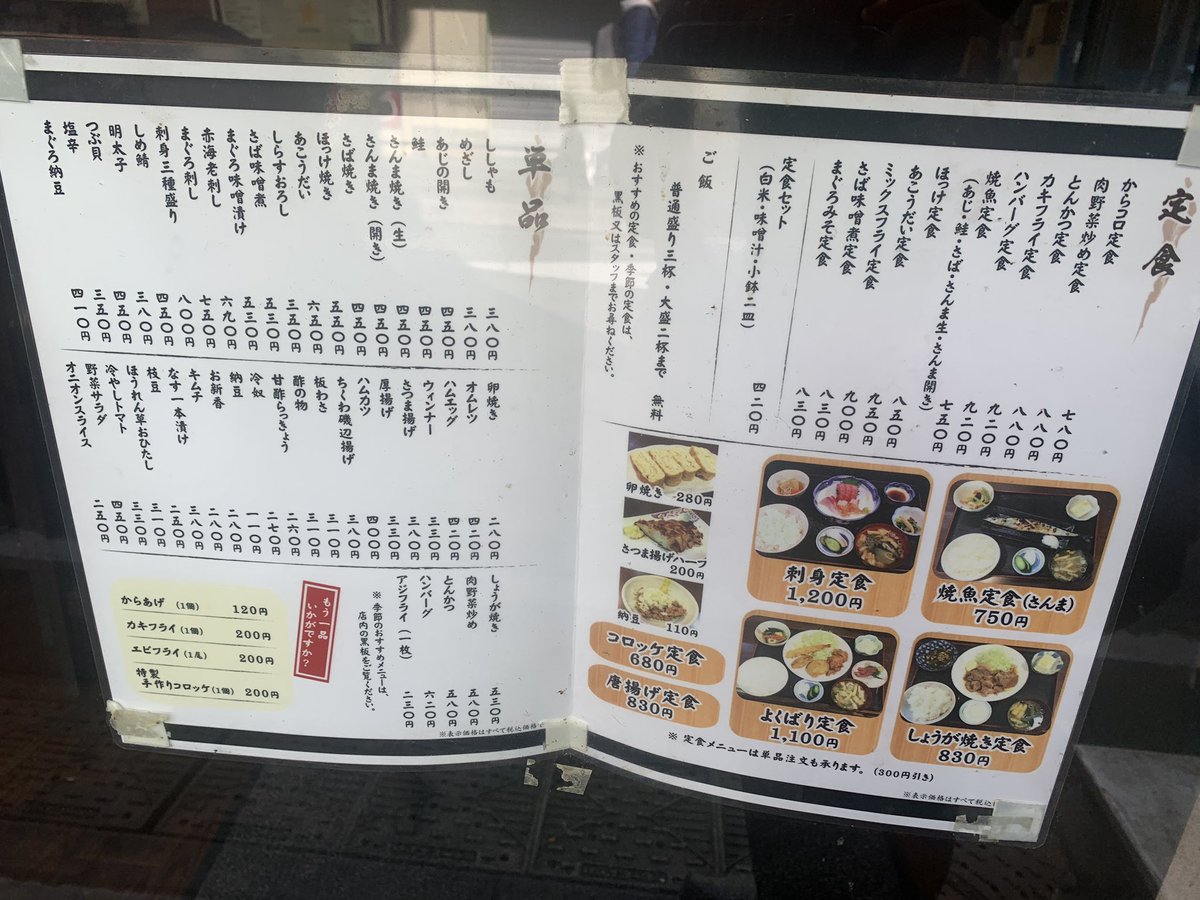 定食
からコロ定食 七八〇円
肉野菜炒め定食 八八〇円
とんかつ定食 八八〇円
カキフライ定食 九二〇円
ハンバーグ定食 九二〇円
焼魚定食 七五〇円
(あじ・鮭・さば・さんま生・さんま開き)
ほっけ定食 八五〇円
あこうだい定食 九五〇円
ミックスフライ定食 九〇〇円
さば味噌煮定食 八三〇円
まぐろみそ定食 八三〇円
定食セット 四二〇円
(白米・味噌汁・小鉢二皿)
ご飯
普通盛り三杯・大盛二杯まで 無料
※おすすめの定食・季節の定食は、
黒板又はスタッフまでお尋ねください。
卵焼き 280円
さつま揚げハーフ
200円
納豆 110円
コロッケ定食
680円
唐揚げ定食
830円
刺身定食
1,200円
焼魚定食(さんま)
750円
よくばり定食
1,100円
しょうが焼き定食
830円
※ 定食メニューは単品注文も承ります。(300円引き)
※表示価格はすべて税込
単品
ししゃも 三八〇円
めざし 三八〇円
あじの開き 四五〇円
鮭 四五〇円
さんま焼き(生) 四五〇円
さんま焼き(開き) 四五〇円
さば焼き 四五〇円
ほっけ焼き 五五〇円
あこうだい 六五〇円
しらすおろし 三五〇円
さば味噌煮 五三〇円
まぐろ味噌漬け 五三〇円
赤海老刺し 六九〇円
まぐろ刺し 七五〇円
刺身三種盛り 八〇〇円
しめ鯖 四五〇円
明太子 三八〇円
つぶ貝 四五〇円
塩辛 三五〇円
まぐろ納豆 四一〇円
卵焼き 二八〇円
オムレツ 四二〇円
ハムエッグ 四二〇円
ウィンナー 三三〇円
さつま揚げ 三八〇円
厚揚げ 三三〇円
ハムカツ 四〇〇円
ちくわ磯辺揚げ 三八〇円
板わさ 三一〇円
酢の物 三一〇円
甘酢らっきょう 二六〇円
冷奴 二七〇円
納豆 一一〇円
お新香 二八〇円
キムチ 二八〇円
なす一本漬け 三八〇円
枝豆 二五〇円
ほうれん草おひたし 三一〇円
冷やしトマト 三三〇円
野菜サラダ 四五〇円
オニオンスライス 二五〇円
しょうが焼き 五三〇円
肉野菜炒め 五八〇円
とんかつ 五八〇円
ハンバーグ 六二〇円
アジフライ(一枚) 二三〇円
※ 季節のおすすめメニューは、
店内の黒板をご覧ください。
もう一品
いかがですか?
からあげ (1個) 120円
カキフライ(1個) 200円
エビフライ(1尾) 200円
特製
手作りコロッケ(1個) 200円
※表示価格はすべて税込